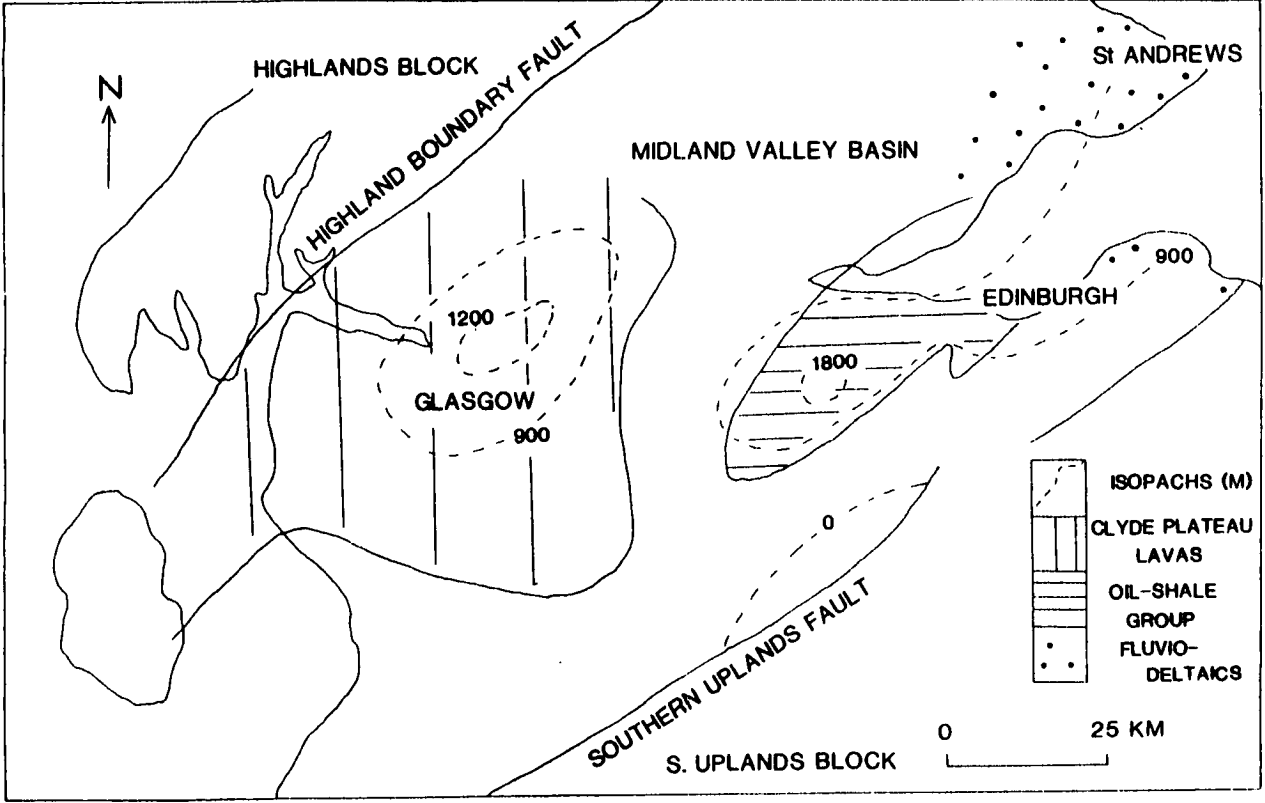 HIGHLANDS BLOCK
HIGHLAND BOUNDARY FAULT
St ANDREWS
N
MIDLAND VALLEY BASIN
900
EDINBURGH
1200
1800
GLASGOW
900
0
ISOPACHS (M)
CLYDE PLATEAU
LAVAS
OIL-SHALE
GROUP
FLUVIO-
DELTAICS
SOUTHERN UPLANDS FAULT
S. UPLANDS BLOCK
0 25 KM